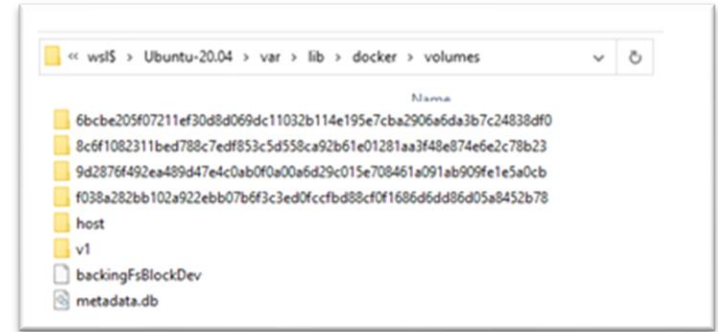 « wsl$ > Ubuntu-20.04 > var > lib > docker > volumes
Name
6bcbe205f07211ef30d8d069dc11032b114e195e7cba2906a6da3b7c24838df0
8c6f1082311bed788c7edf853c5d558ca92b61e01281aa3f48e874e6e2c78b23
9d2876f492ea489d47e4c0ab0f0a00a6d29c015e708461a091ab909fe1e5a0cb
f038a282bb102a922ebb07b6f3c3ed0fccfbd88cf0f1686d6dd86d05a8452b78
host
v1
backingFsBlockDev
metadata.db